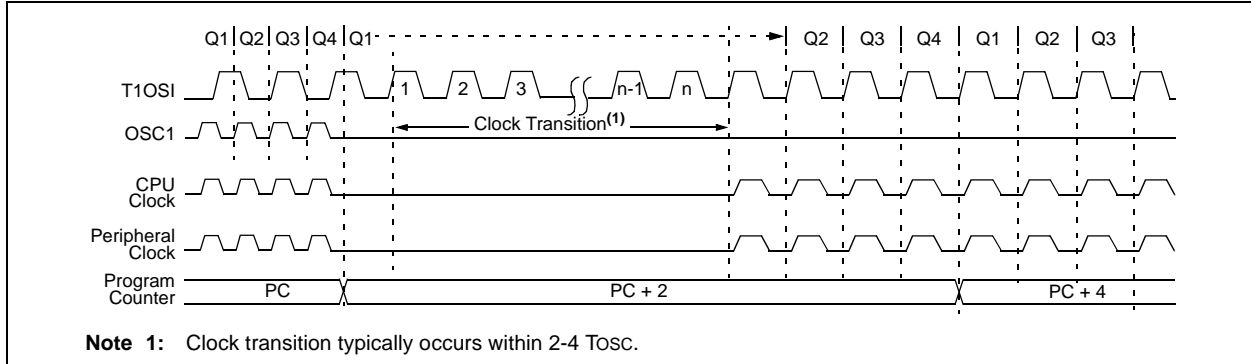 Q1 Q2 Q3 Q4 Q1 Q2 Q3 Q4 Q1 Q2 Q3
T1OSI 1 2 3 n-1 n
Clock Transition(1)
OSC1
CPU
Clock
Peripheral
Clock
Program
Counter
PC PC + 2 PC + 4
Note 1: Clock transition typically occurs within 2-4 TOSC.